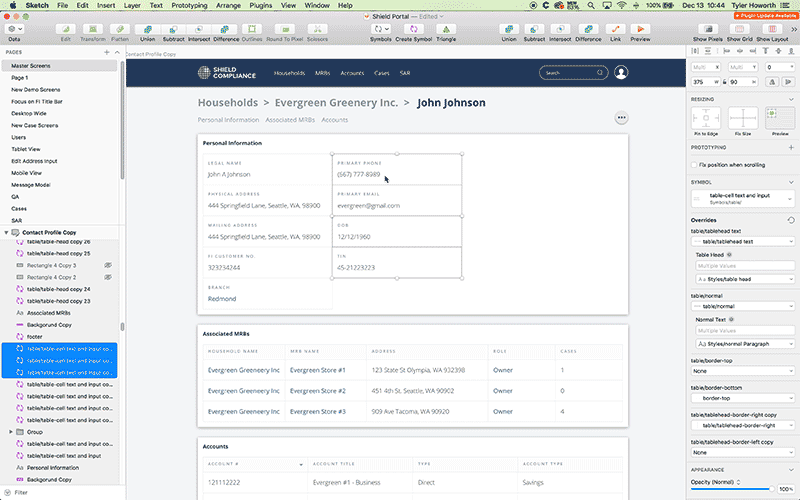 Sketch File Edit Insert Layer Text Prototyping Arrange Plugins View Window Help 100% Dec 13 10:44 Tyler Howorth
Shield Portal — Edited
Plugin Update Available
Data Edit Transform Flatten Union Subtract Intersect Difference Outlines Round To Pixel Scissors Symbols Create Symbol Triangle Union Subtract Intersect Difference Link Preview Show Pixels Show Grid Show Layout
PAGES
Master Screens
Page 1
New Demo Screens
Focus on FI Title Bar
Desktop Wide
New Case Screens
Users
Tablet View
Edit Address Input
Mobile View
Message Modal
QA
Cases
SAR
Contact Profile Copy
table/table-head copy 26
table/table-head copy 25
Rectangle 4 Copy 3
Rectangle 4 Copy 2
table/table-head copy 24
table/table-head copy 23
Associated MRBs
Background Copy
footer
table/table-cell text and input co...
table/table-cell text and input co...
table/table-cell text and input co...
table/table-cell text and input co...
table/table-cell text and input co...
table/table-cell text and input co...
table/table-cell text and input co...
Group
table/table-cell text and input co...
table/table-cell text and input
Personal Information
Background Copy
Filter
Contact Profile Copy
SHIELD
COMPLIANCE
Households MRBs Accounts Cases SAR
Search
Households > Evergreen Greenery Inc. > John Johnson
Personal Information Associated MRBs Accounts
Personal Information
LEGAL NAME PRIMARY PHONE
John A Johnson (567) 777-8989
PHYSICAL ADDRESS PRIMARY EMAIL
444 Springfield Lane, Seattle, WA, 98900 evergreen@gmail.com
MAILING ADDRESS DOB
444 Springfield Lane, Seattle, WA, 98900 12/12/1960
FI CUSTOMER NO. TIN
323234244 45-21223223
BRANCH
Redmond
Associated MRBs
HOUSEHOLD NAME MRB NAME ADDRESS ROLE CASES
Evergreen Greenery Inc Evergreen Store #1 123 State St Olympia, WA 932398 Owner 1
Evergreen Greenery Inc Evergreen Store #2 451 4th St. Seattle, WA 90902 Owner 0
Evergreen Greenery Inc Evergreen Store #3 909 Ave Tacoma, WA 90920 Owner 4
Accounts
ACCOUNT # ACCOUNT TITLE TYPE ACCOUNT TYPE
121112222 Evergreen #1 - Business Direct Savings
Multi X Multi Y 0
375 W 90 H
RESIZING
Pin to Edge Fix Size Preview
PROTOTYPING
Fix position when scrolling
SYMBOL
table-cell text and input
Symbols/table/
Overrides
table/tablehead text
table/tablehead text
Table Head
Multiple Values
Styles/table head
table/normal
table/normal
Normal Text
Multiple Values
Styles/normal Paragraph
table/border-top
None
table/border-bottom
border-top
table/tablehead-border-right copy
table/tablehead-border-right
table/tablehead-border-left copy
None
APPEARANCE
Opacity (Normal) 100%